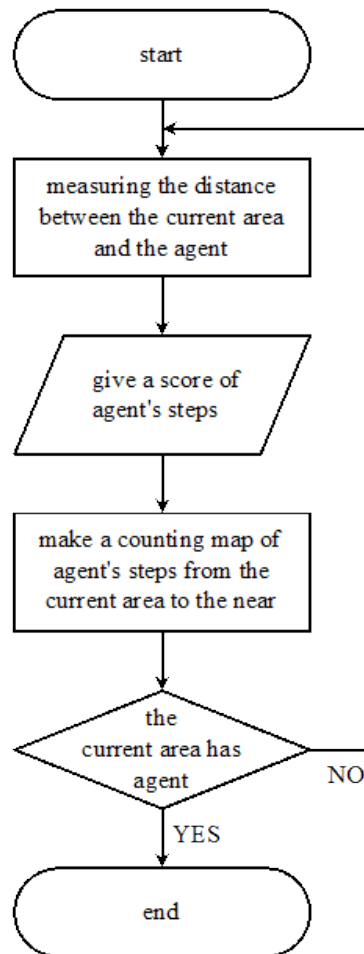 start
measuring the distance
between the current area
and the agent
give a score of
agent's steps
make a counting map of
agent's steps from the
current area to the near
the
current area has
agent
NO
YES
end